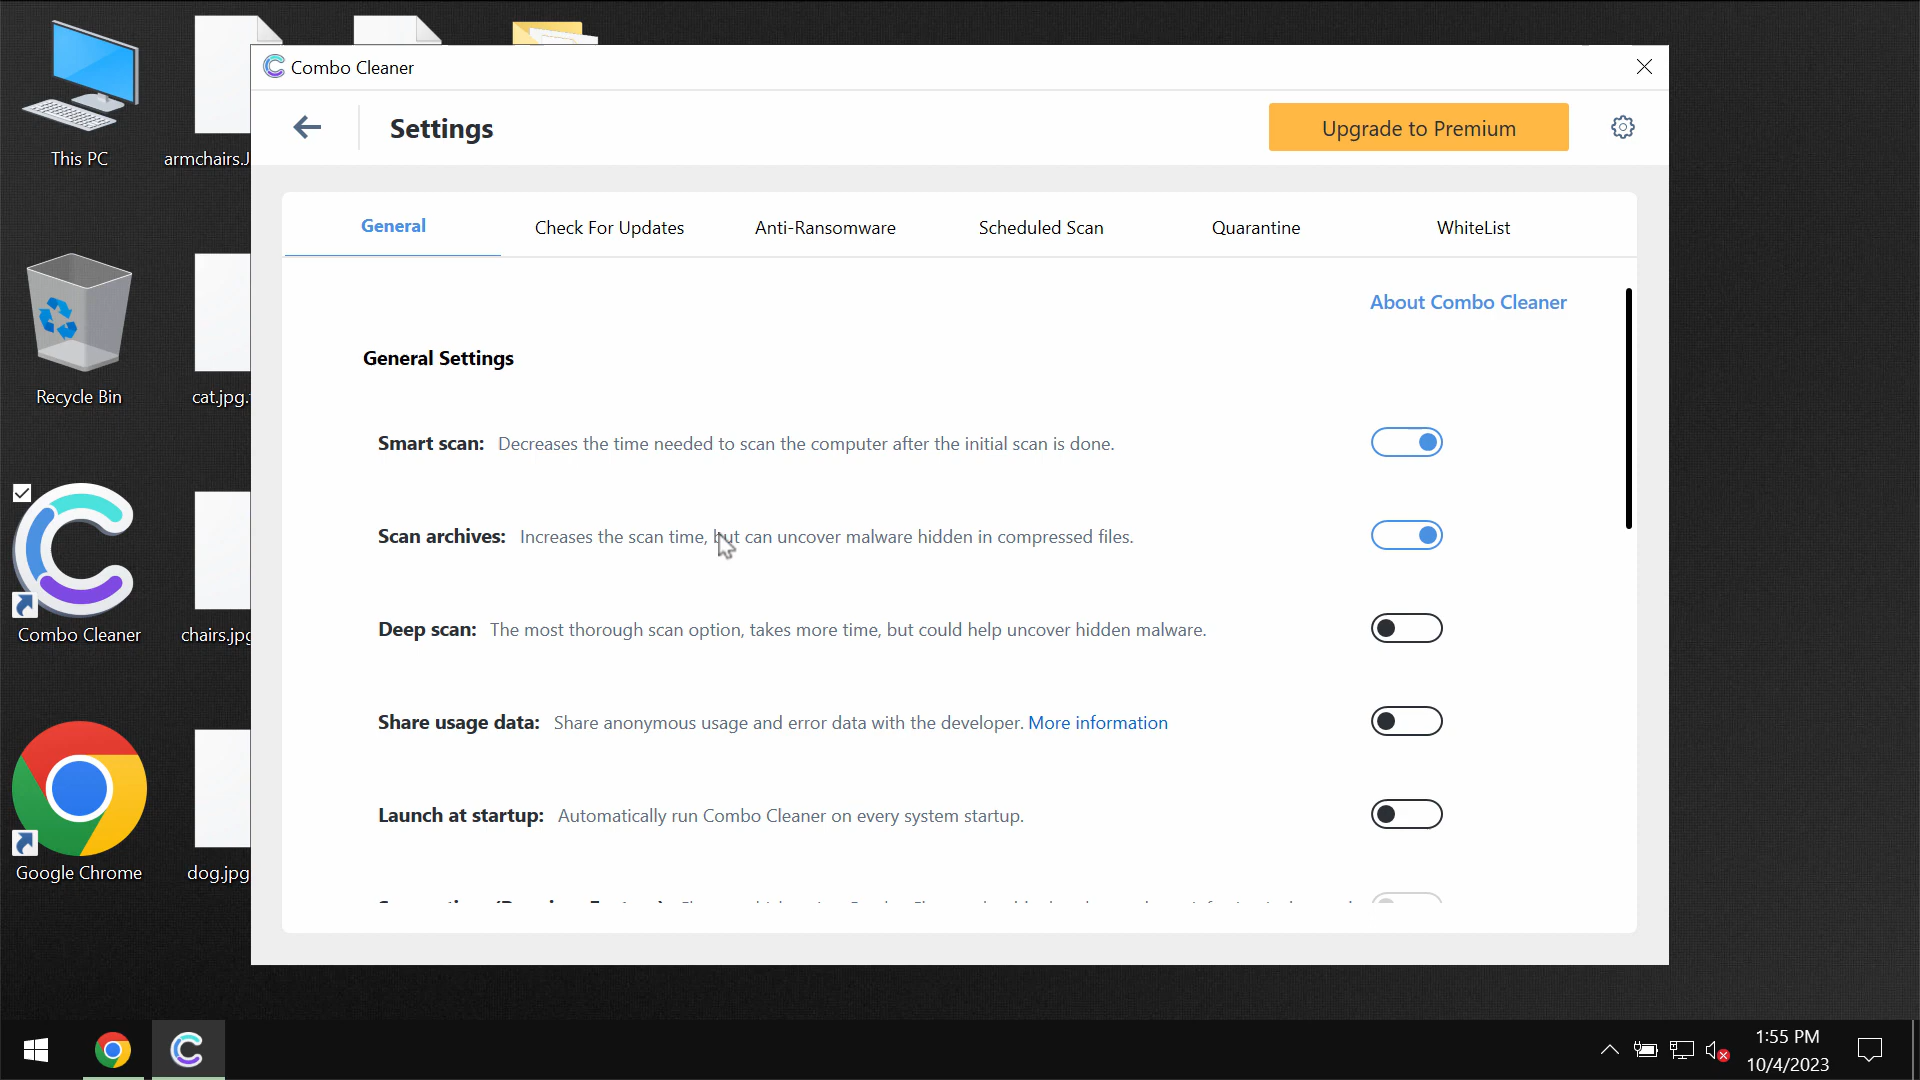 Combo Cleaner
Settings
Upgrade to Premium
General
Check For Updates
Anti-Ransomware
Scheduled Scan
Quarantine
WhiteList
About Combo Cleaner
General Settings
Smart scan: Decreases the time needed to scan the computer after the initial scan is done.
Scan archives: Increases the scan time, but can uncover malware hidden in compressed files.
Deep scan: The most thorough scan option, takes more time, but could help uncover hidden malware.
Share usage data: Share anonymous usage and error data with the developer. More information
Launch at startup: Automatically run Combo Cleaner on every system startup.
This PC
armchairs.J
Recycle Bin
cat.jpg.
Combo Cleaner
chairs.jpg
Google Chrome
dog.jpg
1:55 PM
10/4/2023